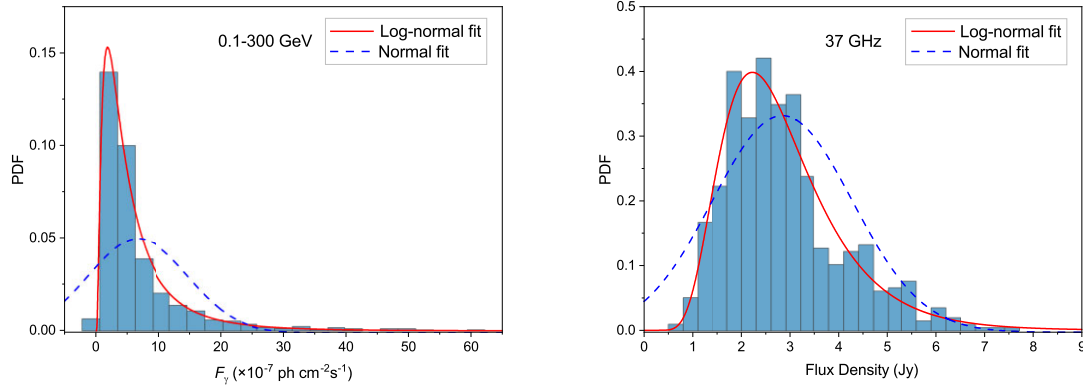 0.1-300 GeV
Log-normal fit
Normal fit
PDF
0.15
0.10
0.05
0.00
0
10
20
30
40
50
60
Fγ (×10⁻⁷ ph cm⁻²s⁻¹)
37 GHz
Log-normal fit
Normal fit
PDF
0.5
0.4
0.3
0.2
0.1
0.0
0
1
2
3
4
5
6
7
8
9
Flux Density (Jy)